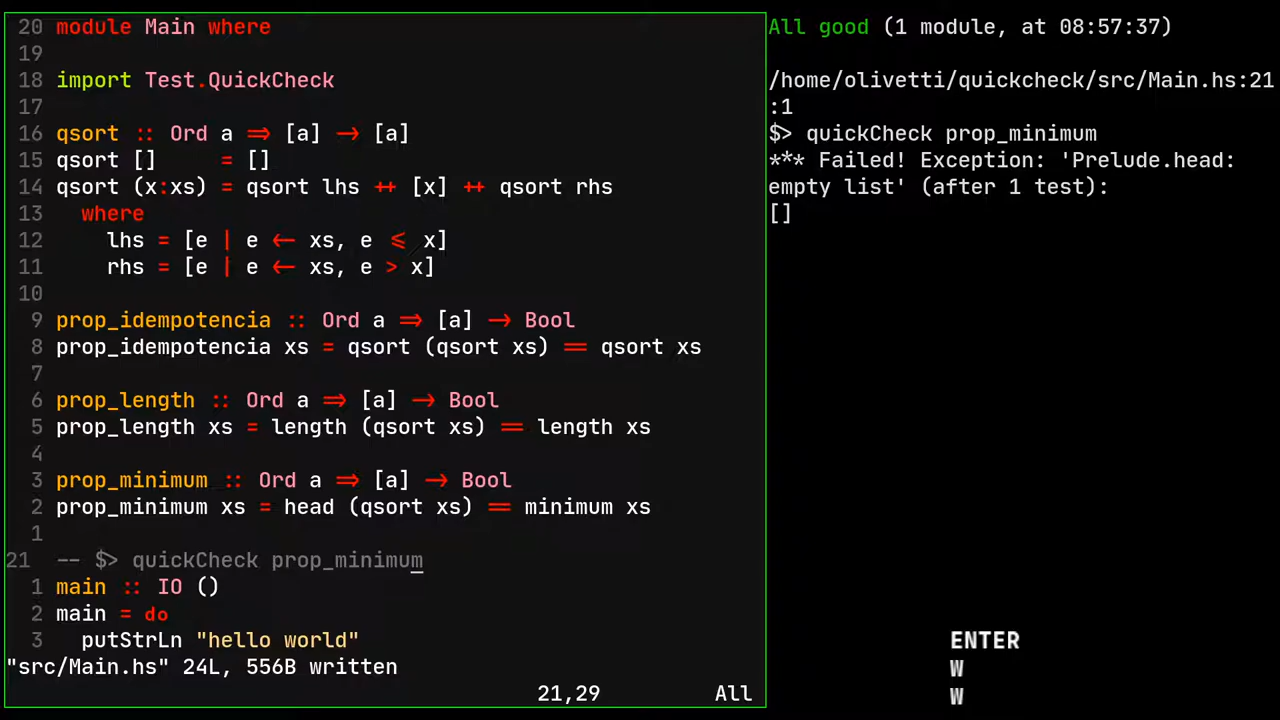 20 module Main where
19
18 import Test.QuickCheck
17
16 qsort :: Ord a => [a] -> [a]
15 qsort []     = []
14 qsort (x:xs) = qsort lhs ++ [x] ++ qsort rhs
13   where
12     lhs = [e | e <- xs, e <= x]
11     rhs = [e | e <- xs, e > x]
10
9 prop_idempotencia :: Ord a => [a] -> Bool
8 prop_idempotencia xs = qsort (qsort xs) == qsort xs
7
6 prop_length :: Ord a => [a] -> Bool
5 prop_length xs = length (qsort xs) == length xs
4
3 prop_minimum :: Ord a => [a] -> Bool
2 prop_minimum xs = head (qsort xs) == minimum xs
1
21 -- $> quickCheck prop_minimum
1 main :: IO ()
2 main = do
3   putStrLn "hello world"
"src/Main.hs" 24L, 556B written
21,29 All
All good (1 module, at 08:57:37)
/home/olivetti/quickcheck/src/Main.hs:21
:1
$> quickCheck prop_minimum
*** Failed! Exception: 'Prelude.head:
empty list' (after 1 test):
[]
ENTER
W
W